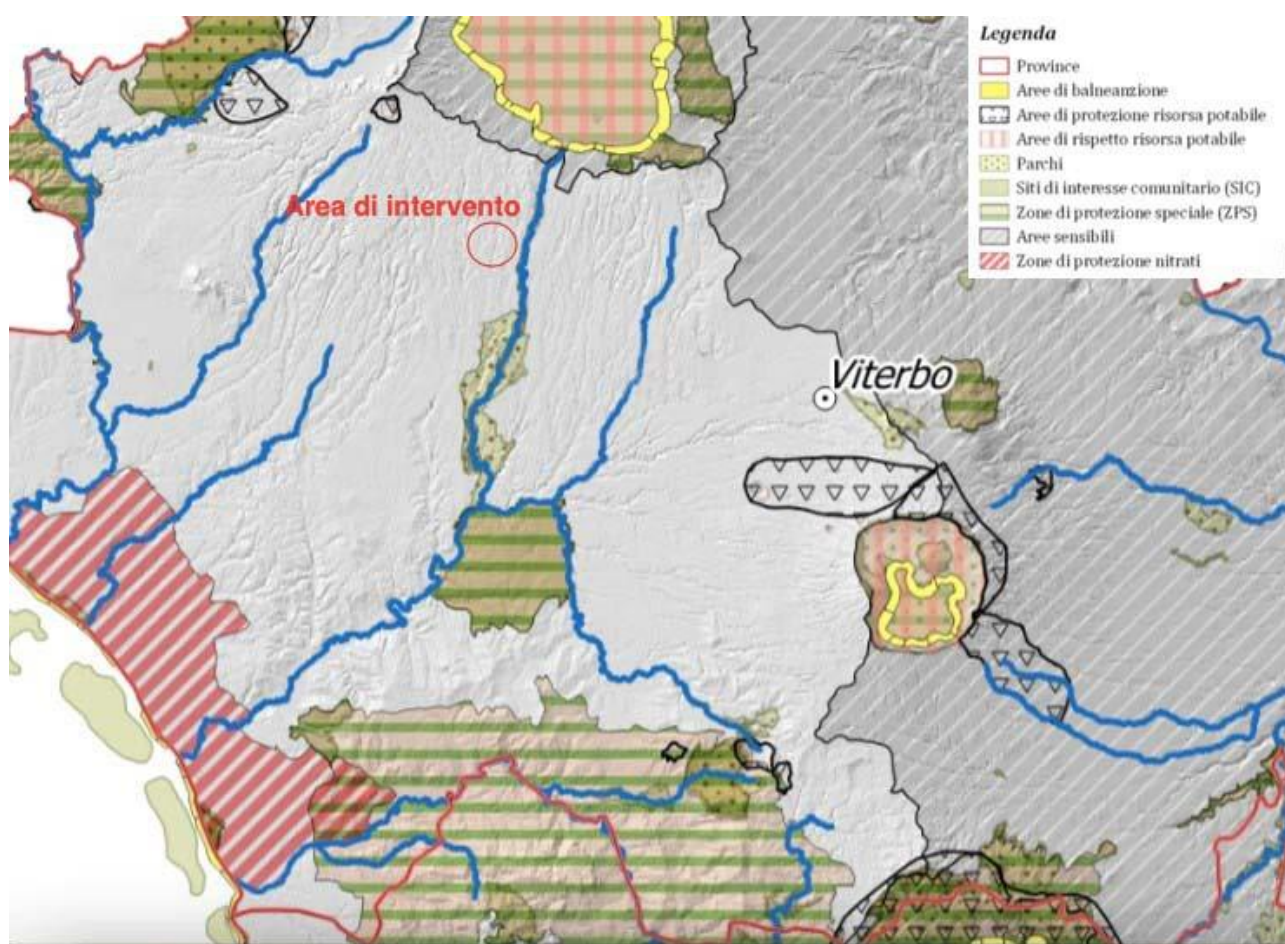 Legenda
Province
Aree di balneanzione
Aree di protezione risorsa potabile
Aree di rispetto risorsa potabile
Parchi
Siti di interesse comunitario (SIC)
Zone di protezione speciale (ZPS)
Aree sensibili
Zone di protezione nitrati
Area di intervento
Viterbo